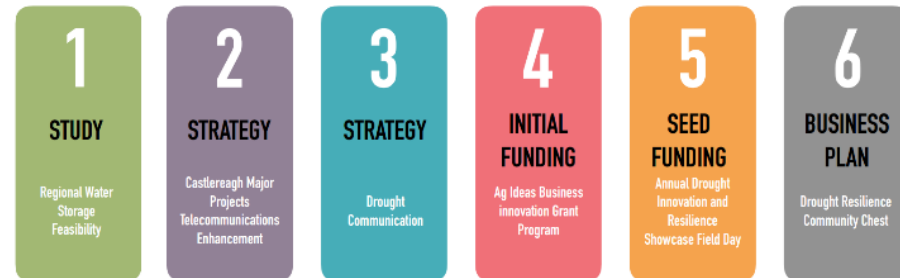 1
STUDY
Regional Water
Storage
Feasibility
2
STRATEGY
Castlereagh Major
Projects
Telecommunications
Enhancement
3
STRATEGY
Drought
Communication
4
INITIAL
FUNDING
Ag Ideas Business
innovation Grant
Program
5
SEED
FUNDING
Annual Drought
Innovation and
Resilience
Showcase Field Day
6
BUSINESS
PLAN
Drought Resilience
Community Chest